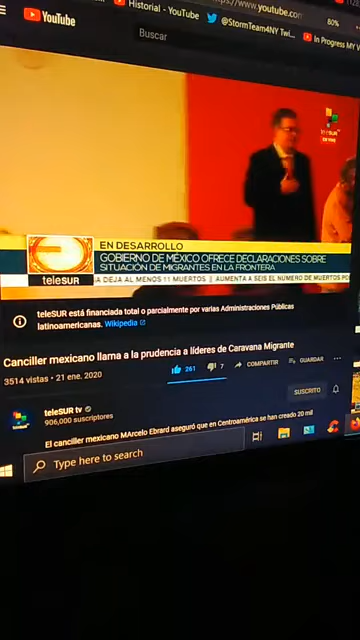 Historial - YouTube
https://www.youtube.com
80%
YouTube
@StormTeam4NY Twi...
In Progress MY
Buscar
teleSUR
EN DESARROLLO
GOBIERNO DE MÉXICO OFRECE DECLARACIONES SOBRE
SITUACIÓN DE MIGRANTES EN LA FRONTERA
teleSUR
IA DEJA AL MENOS 11 MUERTOS || AUMENTA A SEIS EL NÚMERO DE MUERTOS PO
teleSUR está financiada total o parcialmente por varias Administraciones Públicas
latinoamericanas. Wikipedia
Canciller mexicano llama a la prudencia a líderes de Caravana Migrante
3514 vistas • 21 ene. 2020
261
7
COMPARTIR
GUARDAR
teleSUR tv
906,000 suscriptores
SUSCRITO
El canciller mexicano MArcelo Ebrard aseguró que en Centroamérica se han creado 20 mil
Type here to search